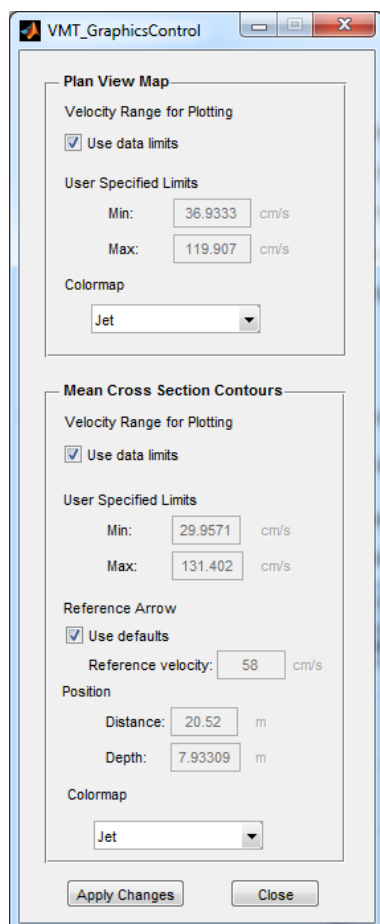 VMT_GraphicsControl
Plan View Map
Velocity Range for Plotting
Use data limits
User Specified Limits
Min: 36.9333 cm/s
Max: 119.907 cm/s
Colormap
Jet
Mean Cross Section Contours
Velocity Range for Plotting
Use data limits
User Specified Limits
Min: 29.9571 cm/s
Max: 131.402 cm/s
Reference Arrow
Use defaults
Reference velocity: 58 cm/s
Position
Distance: 20.52 m
Depth: 7.93309 m
Colormap
Jet
Apply Changes Close